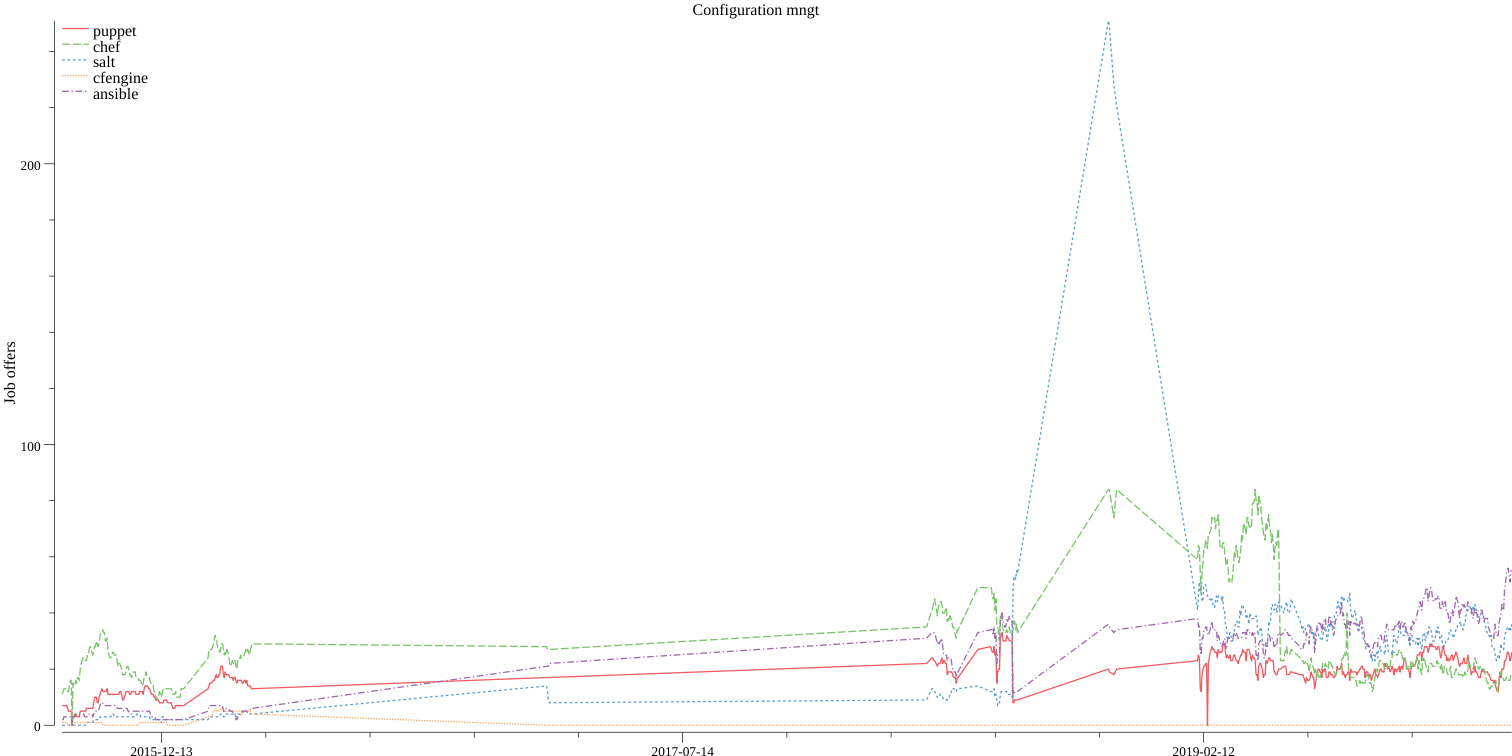 Configuration mngt
puppet
chef
salt
cfengine
ansible
200
100
0
Job offers
2015-12-13
2017-07-14
2019-02-12